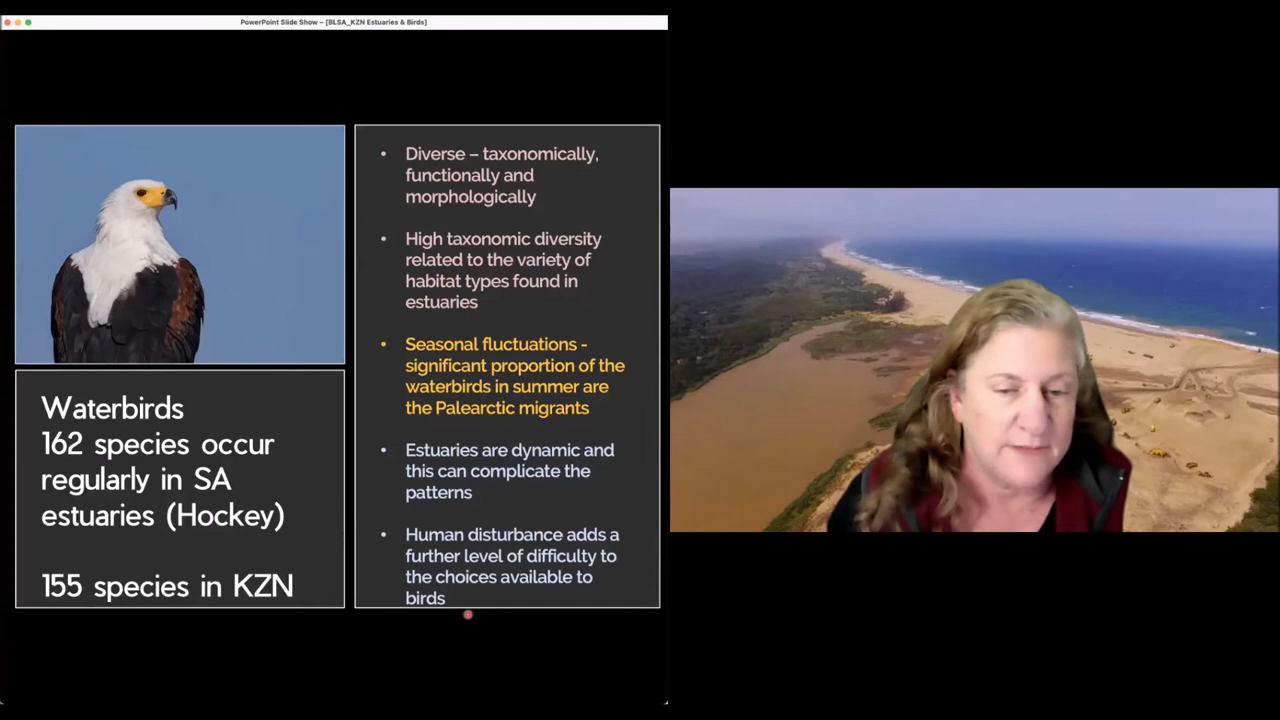 PowerPoint Slide Show – [BLSA_KZN Estuaries & Birds]
Waterbirds
162 species occur
regularly in SA
estuaries (Hockey)
155 species in KZN
• Diverse – taxonomically,
functionally and
morphologically
• High taxonomic diversity
related to the variety of
habitat types found in
estuaries
• Seasonal fluctuations -
significant proportion of the
waterbirds in summer are
the Palearctic migrants
• Estuaries are dynamic and
this can complicate the
patterns
• Human disturbance adds a
further level of difficulty to
the choices available to
birds